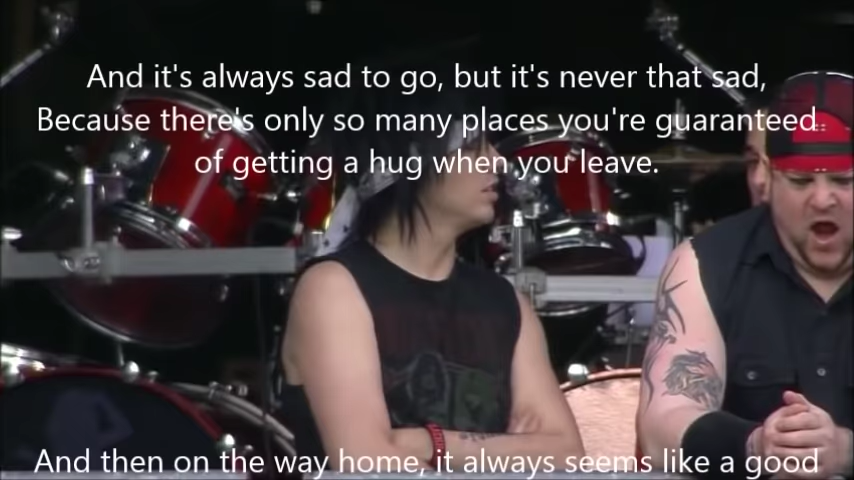 And it's always sad to go, but it's never that sad,
Because there's only so many places you're guaranteed
of getting a hug when you leave.
And then on the way home, it always seems like a good